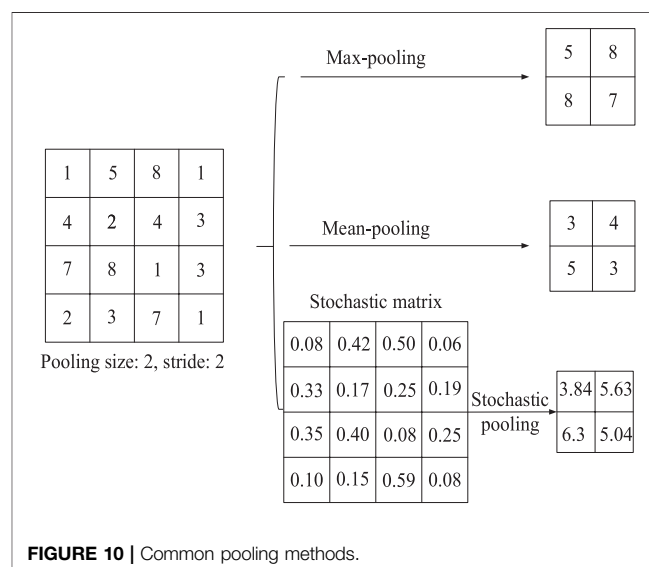 Max-pooling
5 8
8 7
1 5 8 1
4 2 4 3
7 8 1 3
2 3 7 1
Pooling size: 2, stride: 2
Mean-pooling
3 4
5 3
Stochastic matrix
0.08 0.42 0.50 0.06
0.33 0.17 0.25 0.19
0.35 0.40 0.08 0.25
0.10 0.15 0.59 0.08
Stochastic
pooling
3.84 5.63
6.3 5.04
FIGURE 10 | Common pooling methods.